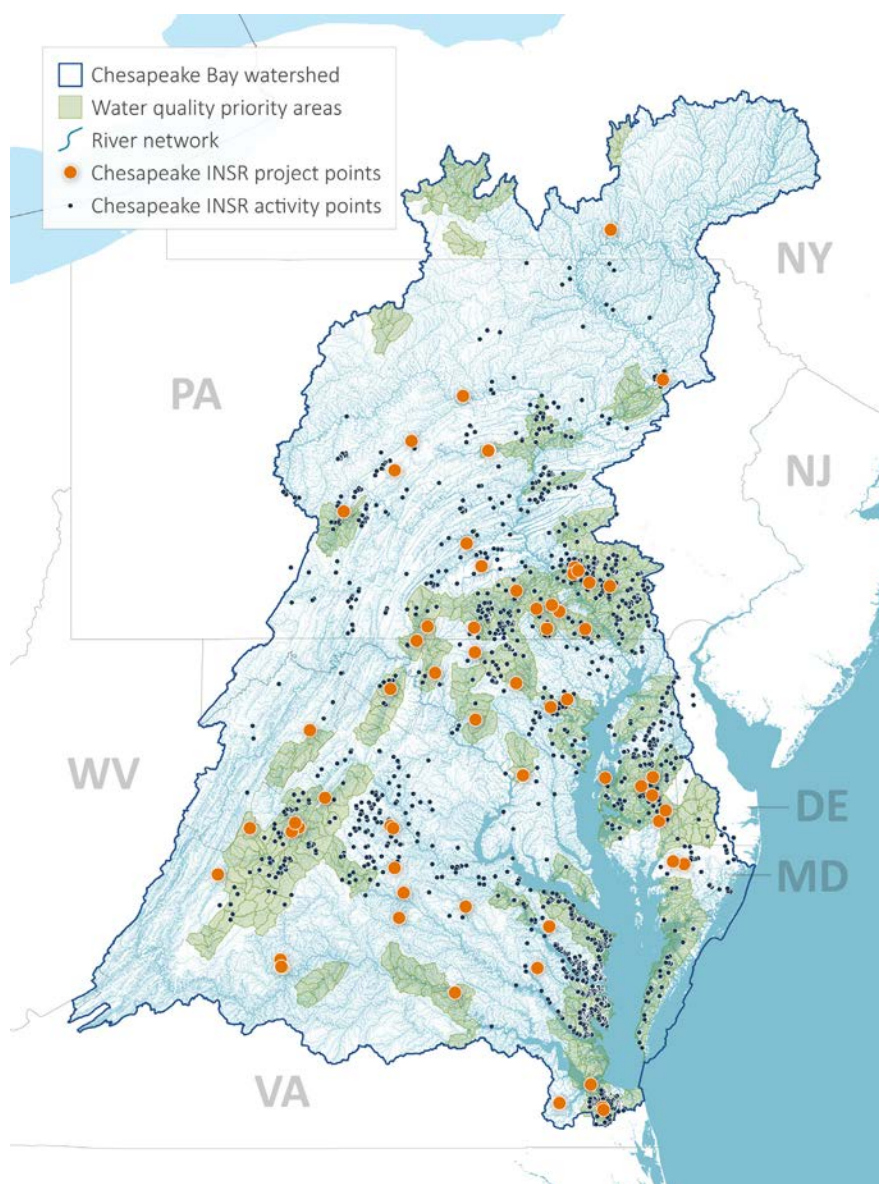 Chesapeake Bay watershed
Water quality priority areas
River network
Chesapeake INSR project points
Chesapeake INSR activity points
NY
PA
NJ
WV
DE
MD
VA